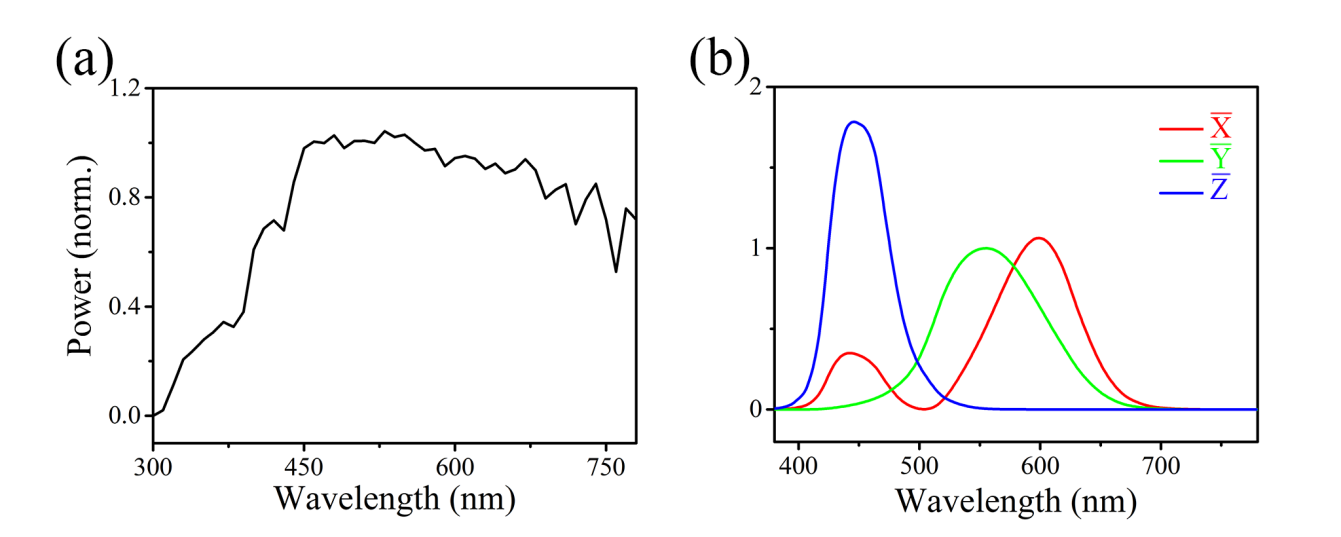 (a)
1.2
0.8
0.4
0.0
Power (norm.)
300 450 600 750
Wavelength (nm)
(b)
2
1
0
X̅
Y̅
Z̅
400 500 600 700
Wavelength (nm)